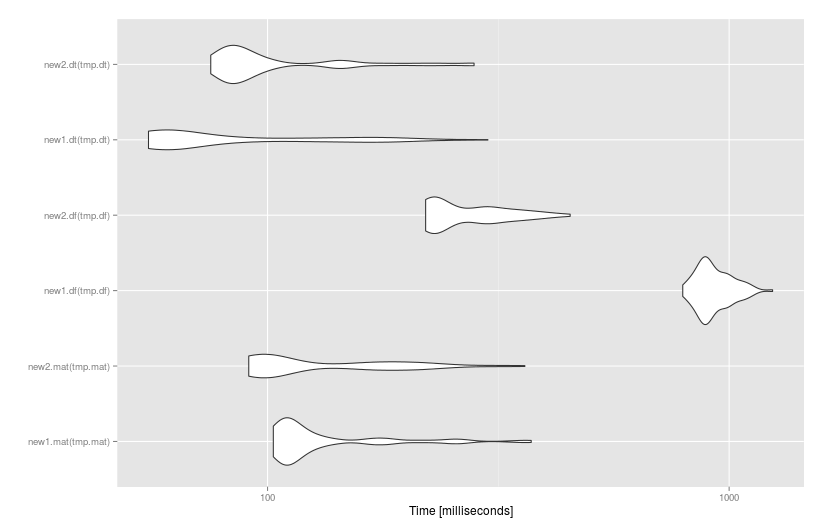 new2.dt(tmp.dt)
new1.dt(tmp.dt)
new2.df(tmp.df)
new1.df(tmp.df)
new2.mat(tmp.mat)
new1.mat(tmp.mat)
100
1000
Time [milliseconds]